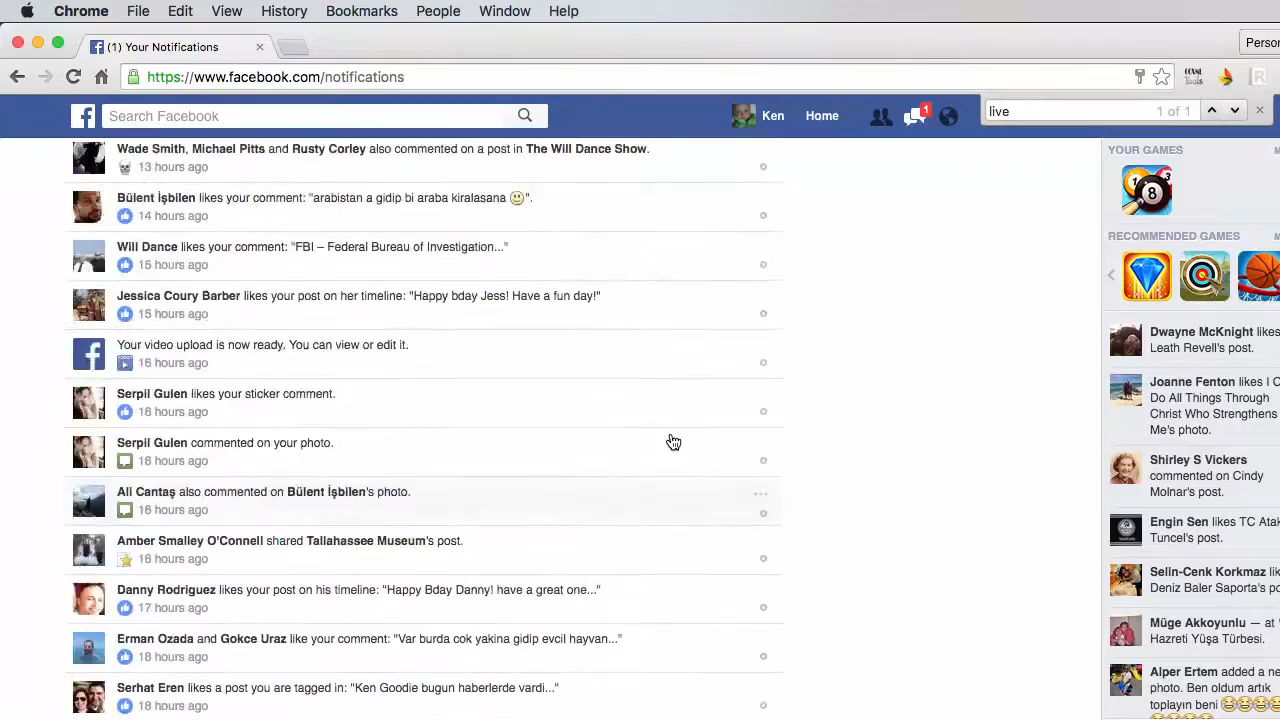 Chrome File Edit View History Bookmarks People Window Help
(1) Your Notifications
Person
https://www.facebook.com/notifications
live 1 of 1
Search Facebook
Ken Home 1
Wade Smith, Michael Pitts and Rusty Corley also commented on a post in The Will Dance Show.
13 hours ago
Bülent İşbilen likes your comment: "arabistan a gidip bi araba kiralasana 🙂".
14 hours ago
Will Dance likes your comment: "FBI – Federal Bureau of Investigation..."
15 hours ago
Jessica Coury Barber likes your post on her timeline: "Happy bday Jess! Have a fun day!"
15 hours ago
Your video upload is now ready. You can view or edit it.
16 hours ago
Serpil Gulen likes your sticker comment.
16 hours ago
Serpil Gulen commented on your photo.
16 hours ago
Ali Cantaş also commented on Bülent İşbilen's photo.
16 hours ago
Amber Smalley O'Connell shared Tallahassee Museum's post.
16 hours ago
Danny Rodriguez likes your post on his timeline: "Happy Bday Danny! have a great one..."
17 hours ago
Erman Ozada and Gokce Uraz like your comment: "Var burda cok yakina gidip evcil hayvan..."
18 hours ago
Serhat Eren likes a post you are tagged in: "Ken Goodie bugun haberlerde vardi..."
18 hours ago
YOUR GAMES
RECOMMENDED GAMES
Dwayne McKnight likes
Leath Revell's post.
Joanne Fenton likes I C
Do All Things Through
Christ Who Strengthens
Me's photo.
Shirley S Vickers
commented on Cindy
Molnar's post.
Engin Sen likes TC Atak
Tuncel's post.
Selin-Cenk Korkmaz lik
Deniz Baler Saporta's po
Müge Akkoyunlu — at "
Hazreti Yüşa Türbesi.
Alper Ertem added a ne
photo. Ben oldum artık
toplayın beni 😂😂😂